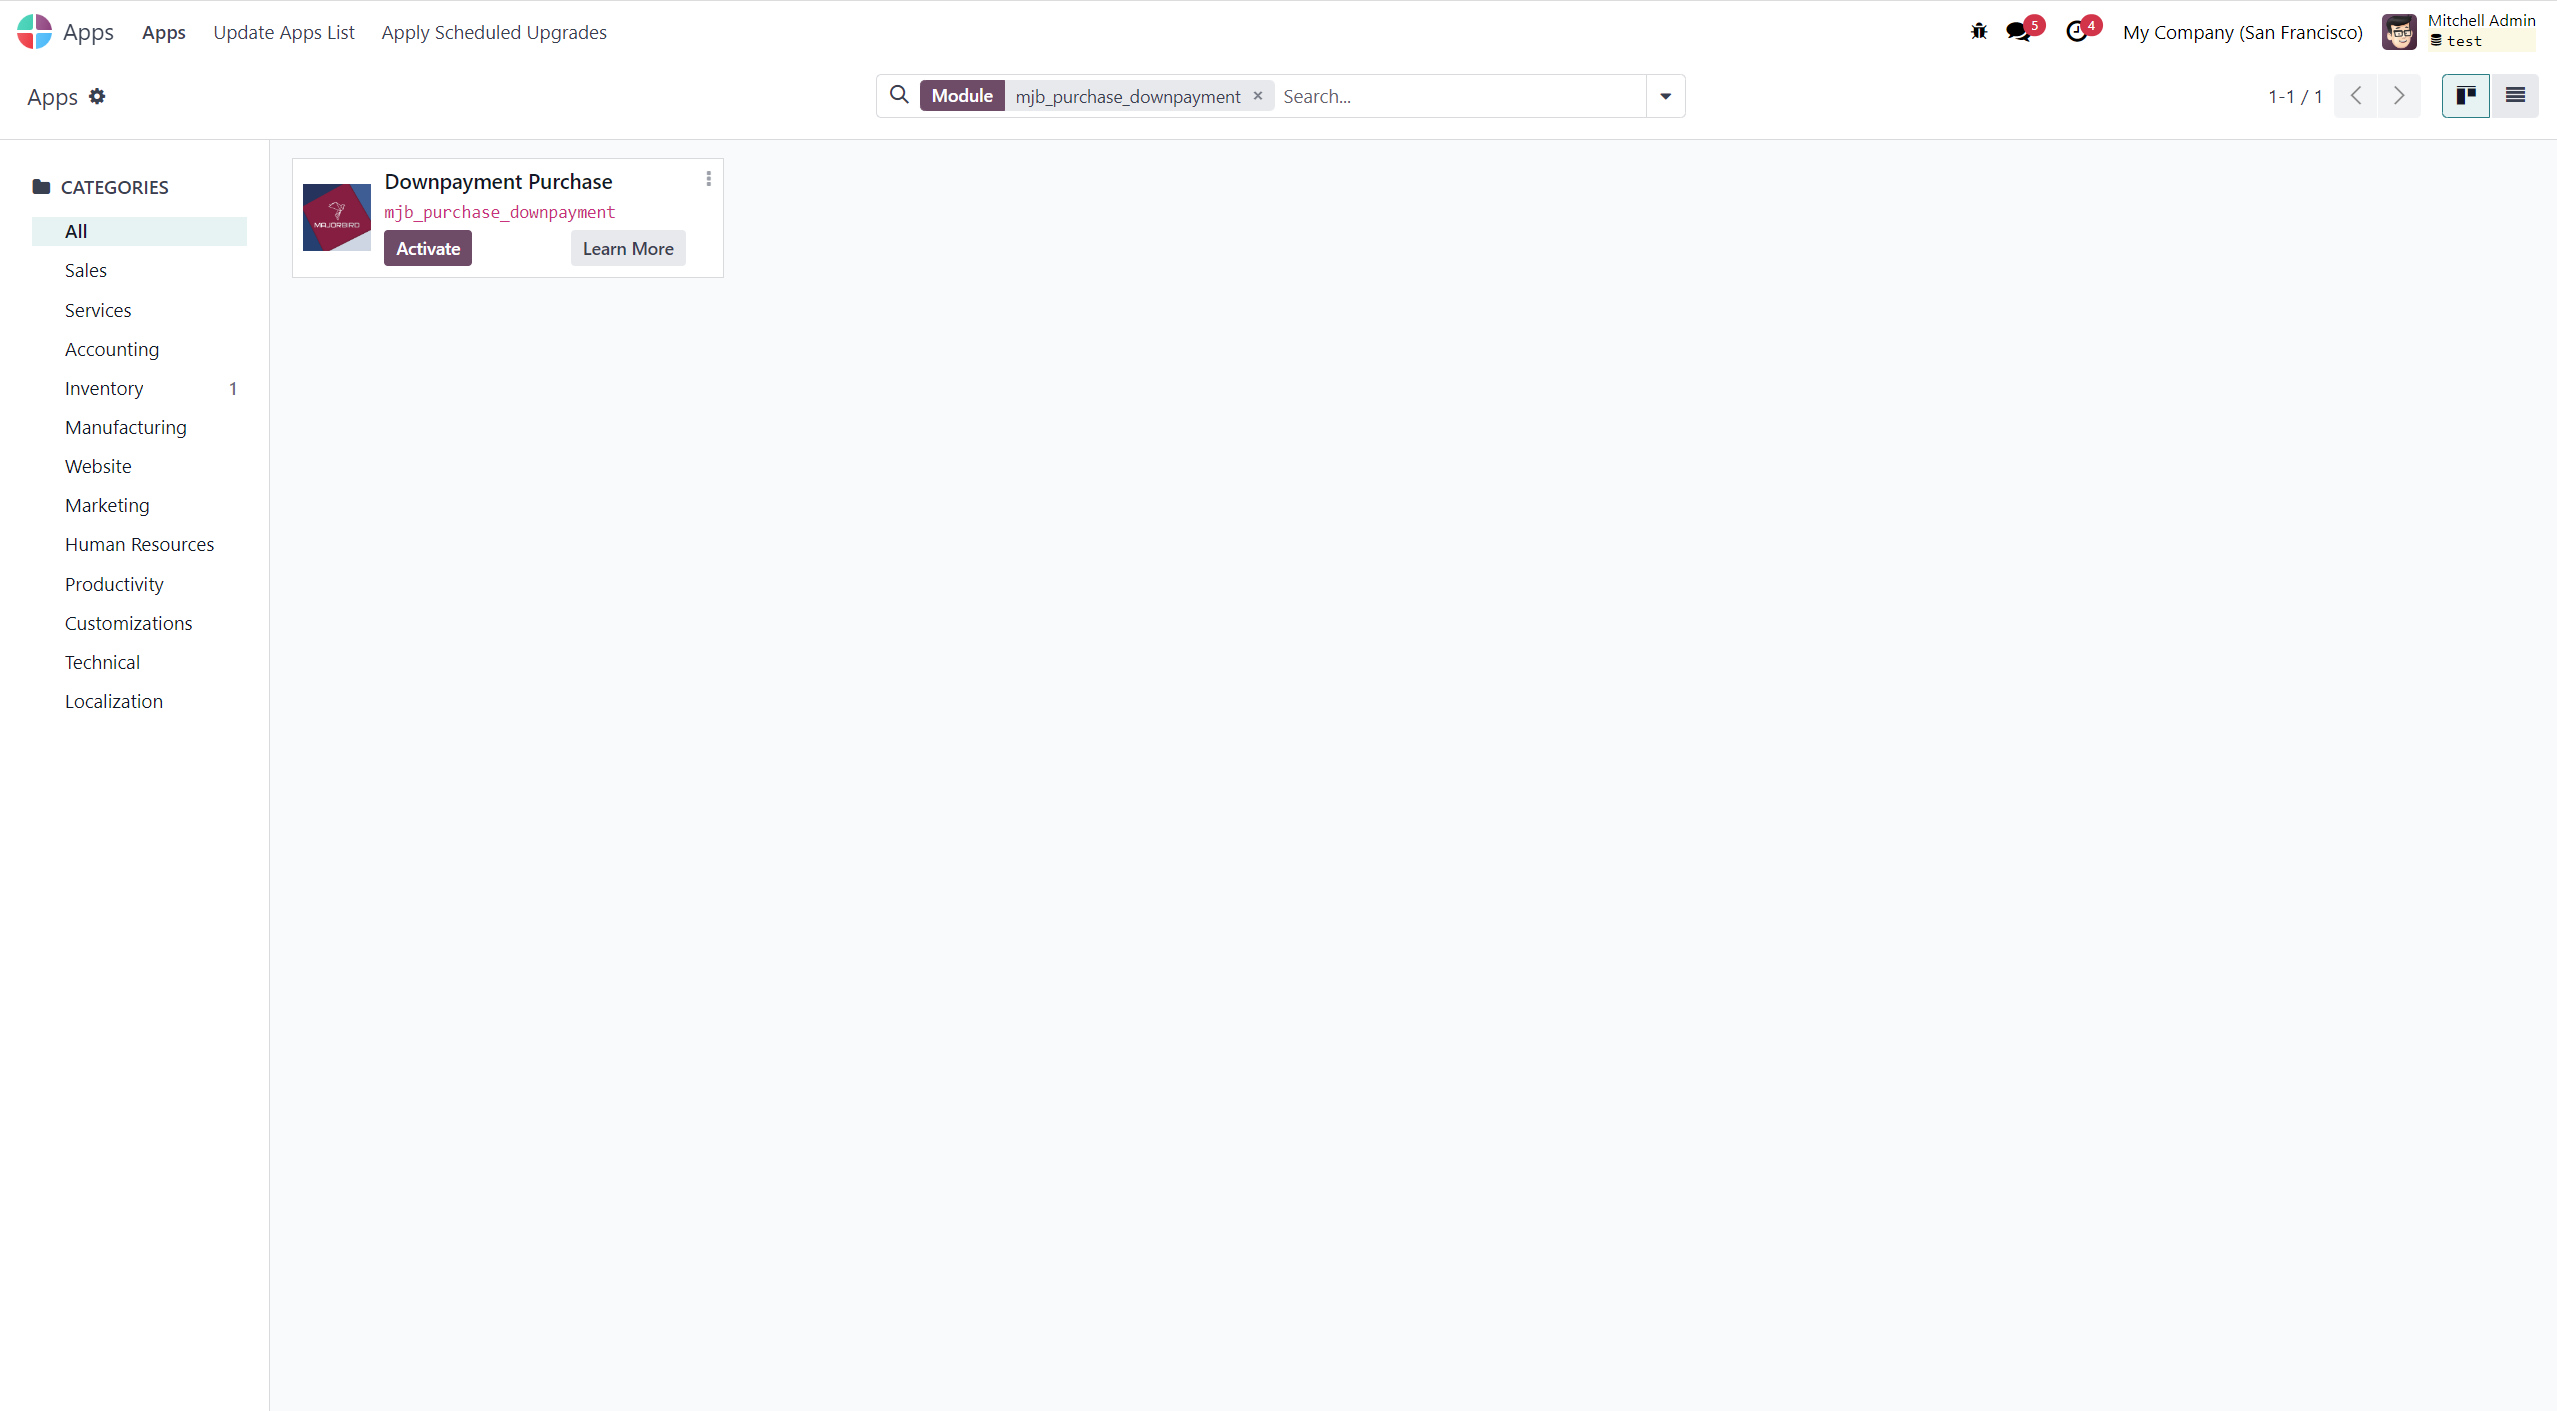 Apps Apps Update Apps List Apply Scheduled Upgrades 5 4 My Company (San Francisco) Mitchell Admin
test
Apps Module mjb_purchase_downpayment × Search... 1-1 / 1
CATEGORIES
All
Sales
Services
Accounting
Inventory 1
Manufacturing
Website
Marketing
Human Resources
Productivity
Customizations
Technical
Localization
MAJORBIRD
Downpayment Purchase
mjb_purchase_downpayment
Activate Learn More